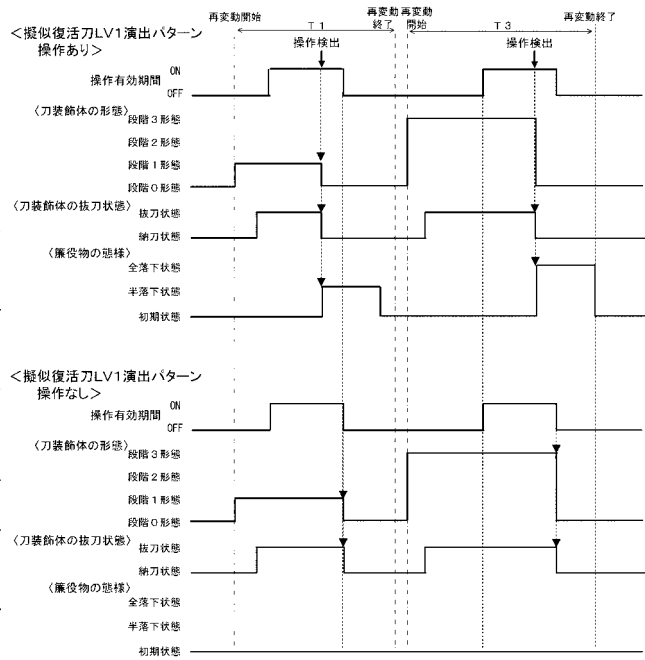 再変動開始
T1
再変動
終了
再変動
開始
T3
再変動終了
<擬似復活刀LV1演出パターン
操作あり>
操作検出
操作検出
操作有効期間
ON
OFF
〈刀装飾体の形態〉
段階3形態
段階2形態
段階1形態
段階0形態
〈刀装飾体の抜刀状態〉
抜刀状態
納刀状態
〈簾役物の態様〉
全落下状態
半落下状態
初期状態
<擬似復活刀LV1演出パターン
操作なし>
操作有効期間
ON
OFF
〈刀装飾体の形態〉
段階3形態
段階2形態
段階1形態
段階0形態
〈刀装飾体の抜刀状態〉
抜刀状態
納刀状態
〈簾役物の態様〉
全落下状態
半落下状態
初期状態